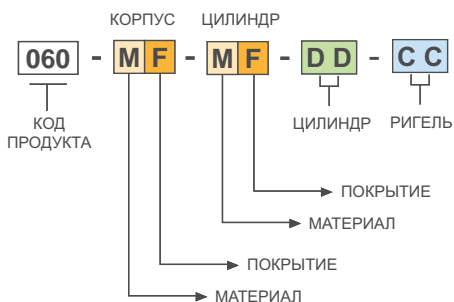 КОРПУС ЦИЛИНДР
060 - M F - M F - D D - C C
КОД
ПРОДУКТА
ЦИЛИНДР РИГЕЛЬ
ПОКРЫТИЕ
МАТЕРИАЛ
ПОКРЫТИЕ
МАТЕРИАЛ